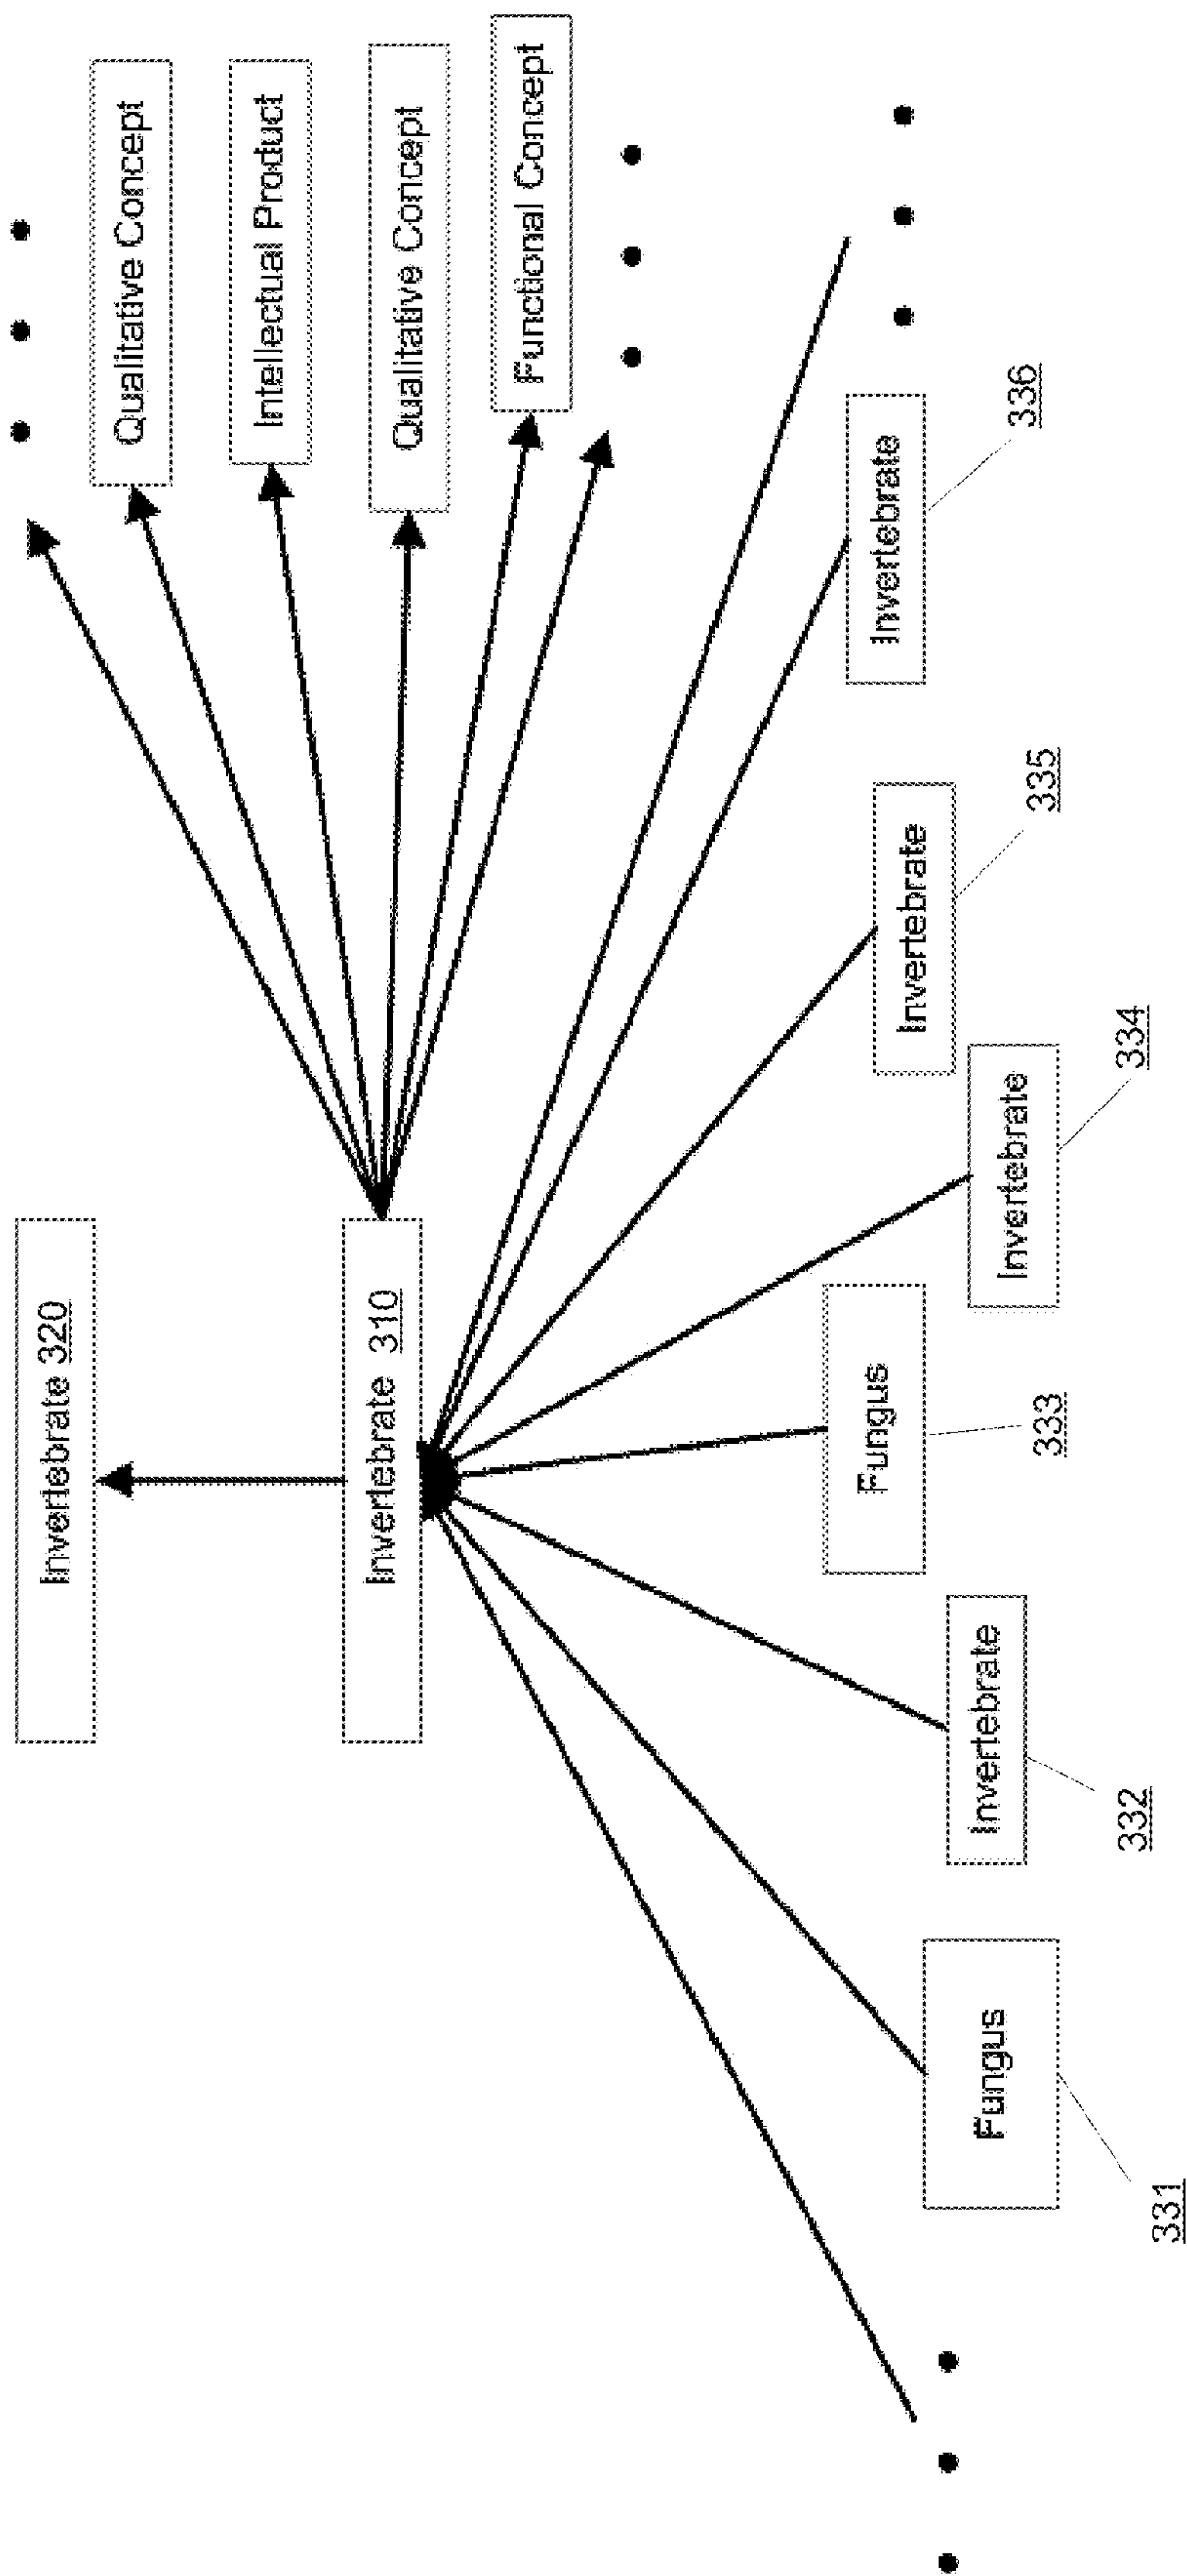 Invertebrate 320
Invertebrate 310
Qualitative Concept
Intellectual Product
Qualitative Concept
Functional Concept
Fungus
331
Invertebrate
332
Fungus
333
Invertebrate
334
Invertebrate
335
Invertebrate
336